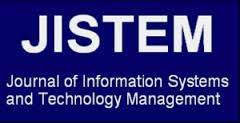 JISTEM
Journal of Information Systems
and Technology Management